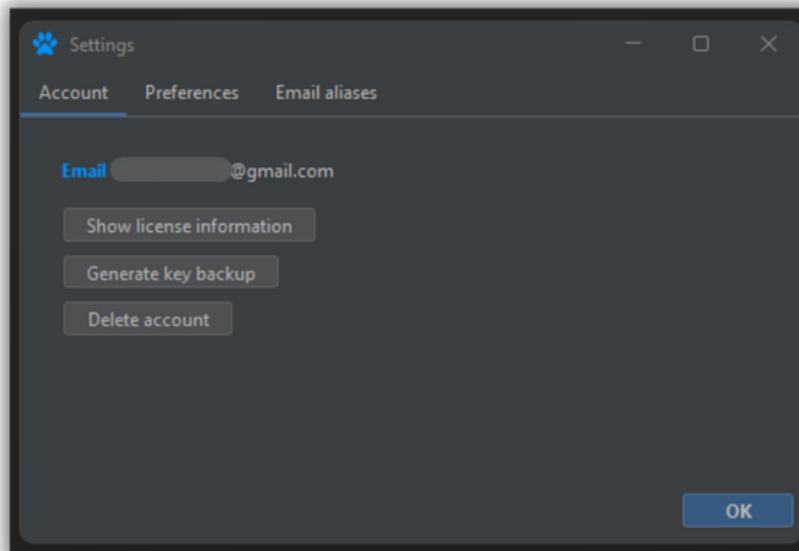 Settings
Account Preferences Email aliases
Email @gmail.com
Show license information
Generate key backup
Delete account
OK